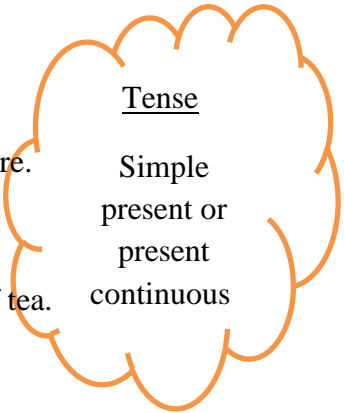 Tense
re.
Simple
present or
present
tea.
continuous